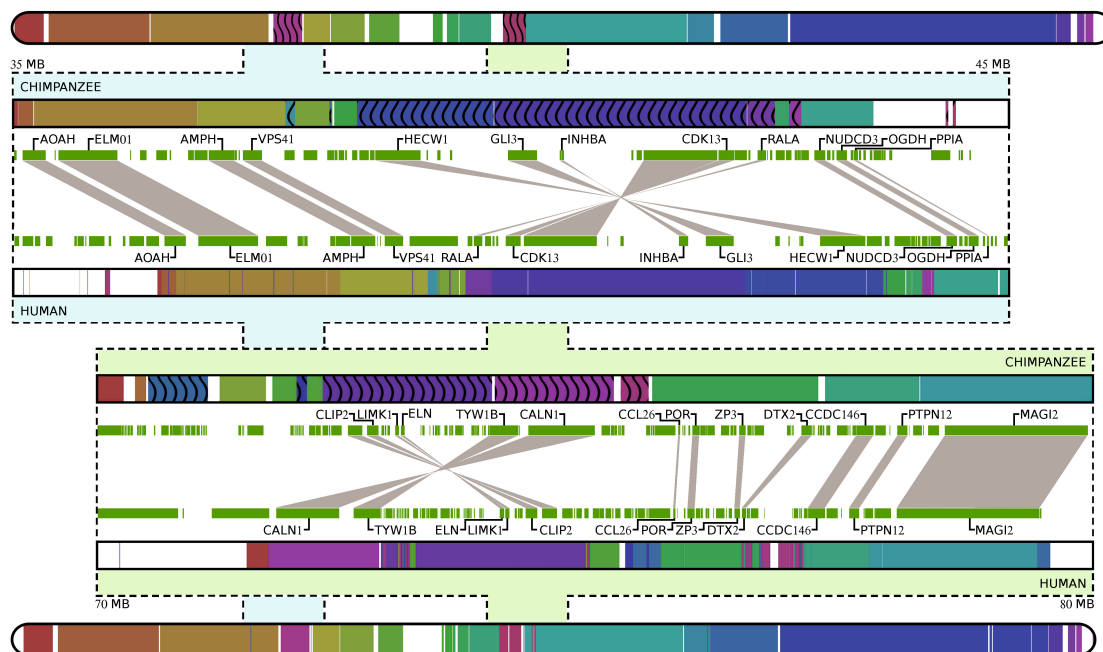 35 MB 45 MB
CHIMPANZEE
AOAH ELM01 AMPH VPS41 HECW1 GLI3 INHBA CDK13 RALA NUDCD3 OGDH PPIA
AOAH ELM01 AMPH VPS41 RALA CDK13 INHBA GLI3 HECW1 NUDCD3 OGDH PPIA
HUMAN
CHIMPANZEE
CLIP2 LIMK1 ELN TYW1B CALN1 CCL26 POR ZP3 DTX2 CCDC146 PTPN12 MAGI2
CALN1 TYW1B ELN LIMK1 CLIP2 CCL26 POR ZP3 DTX2 CCDC146 PTPN12 MAGI2
HUMAN
70 MB 80 MB